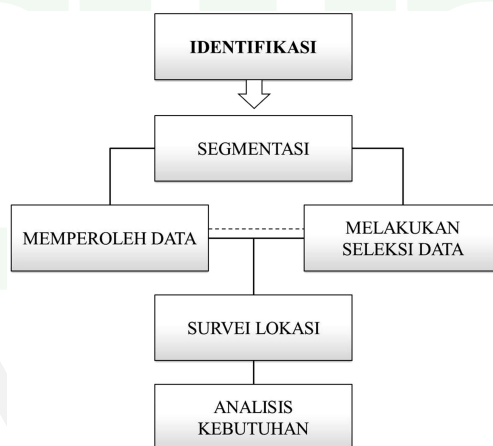 IDENTIFIKASI
SEGMENTASI
MEMPEROLEH DATA
MELAKUKAN
SELEKSI DATA
SURVEI LOKASI
ANALISIS
KEBUTUHAN